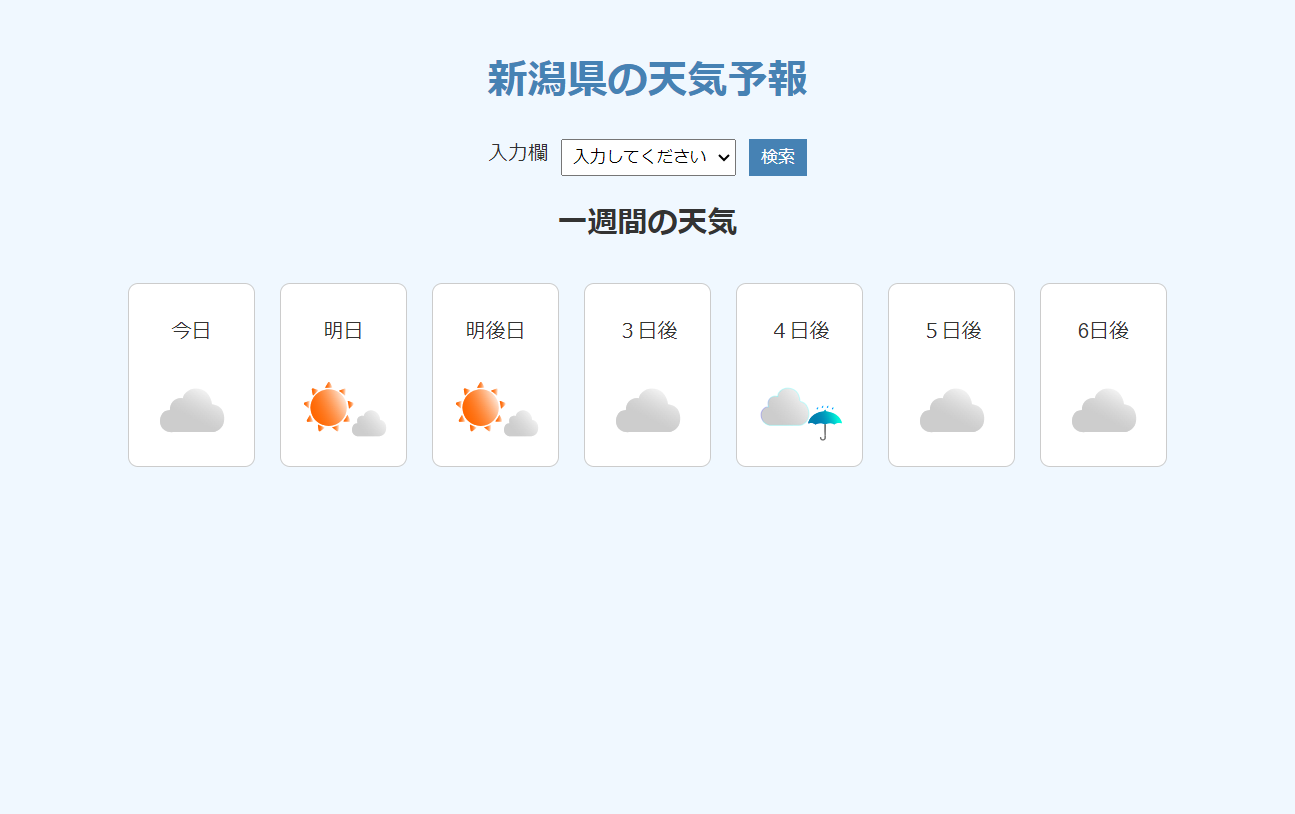 新潟県の天気予報
入力欄 入力してください 検索
一週間の天気
今日 明日 明後日 ３日後 ４日後 ５日後 6日後